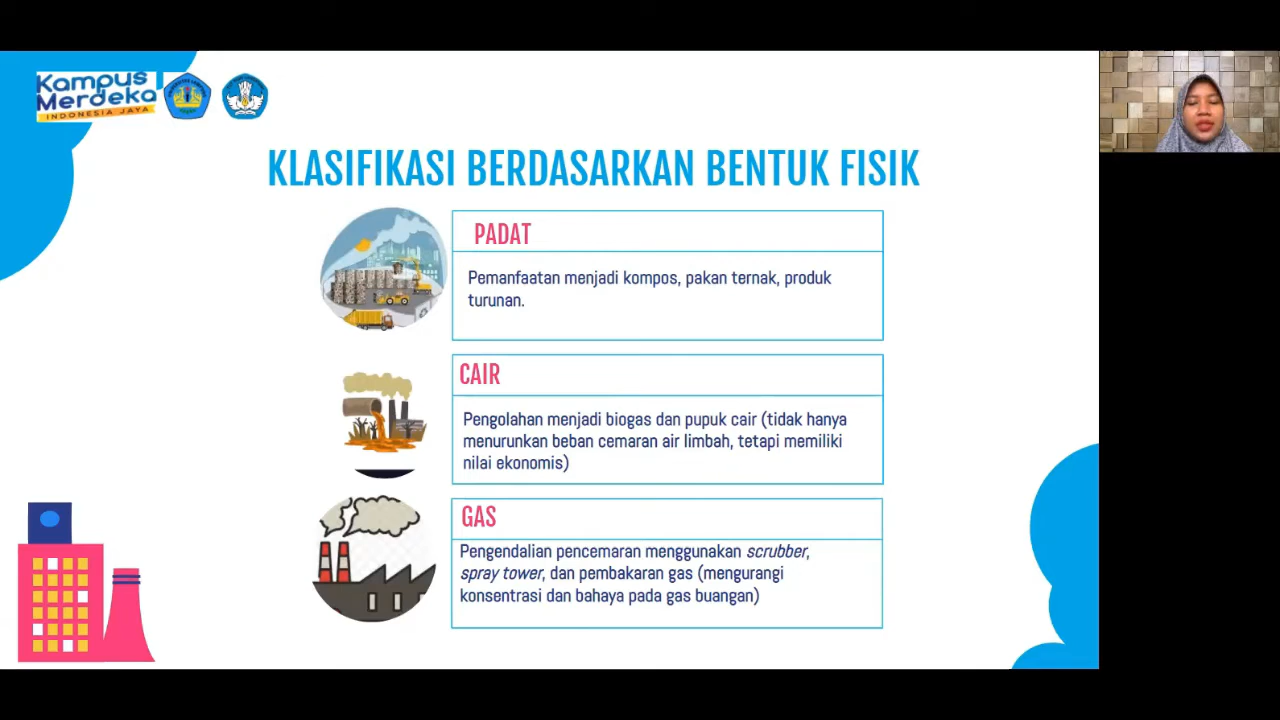 Kampus
Merdeka
INDONESIA JAYA
KLASIFIKASI BERDASARKAN BENTUK FISIK
PADAT
Pemanfaatan menjadi kompos, pakan ternak, produk
turunan.
CAIR
Pengolahan menjadi biogas dan pupuk cair (tidak hanya
menurunkan beban cemaran air limbah, tetapi memiliki
nilai ekonomis)
GAS
Pengendalian pencemaran menggunakan scrubber,
spray tower, dan pembakaran gas (mengurangi
konsentrasi dan bahaya pada gas buangan)